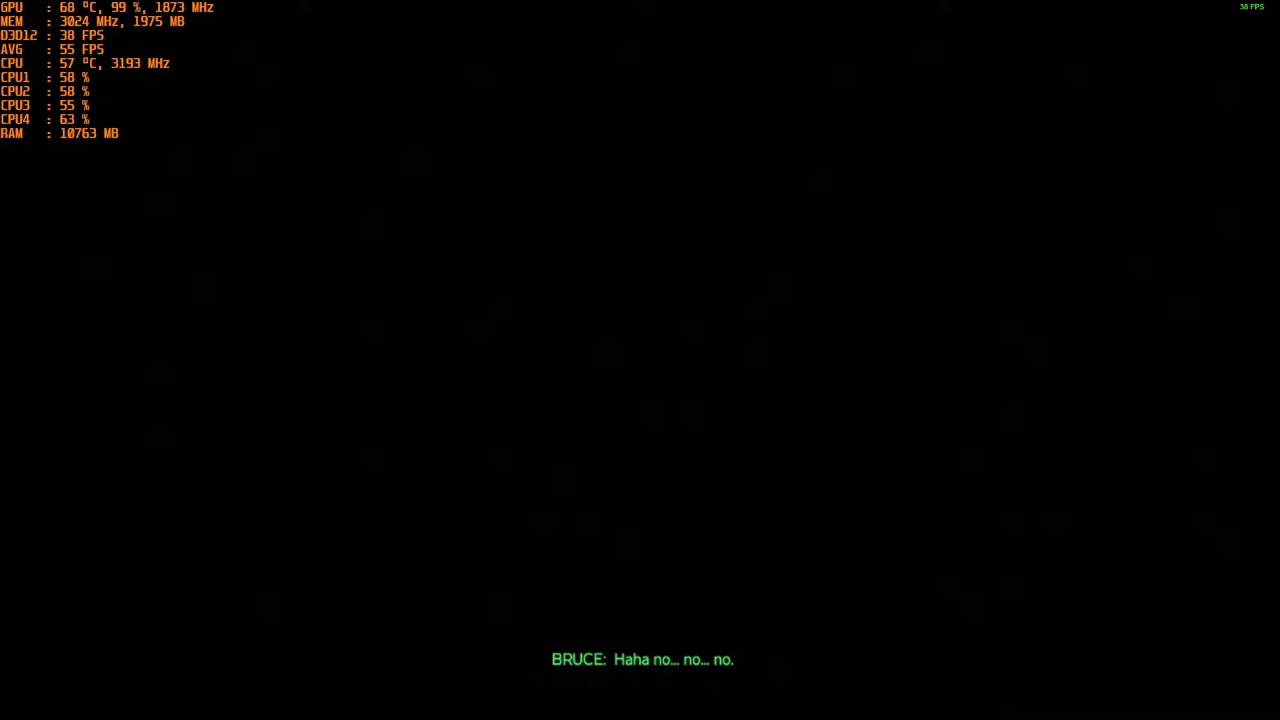 GPU : 68 ºC, 99 %, 1873 MHz
MEM : 3024 MHz, 1975 MB
D3D12 : 38 FPS
AVG : 55 FPS
CPU : 57 ºC, 3193 MHz
CPU1 : 58 %
CPU2 : 58 %
CPU3 : 55 %
CPU4 : 63 %
RAM : 10763 MB
38 FPS
BRUCE: Haha no... no... no.